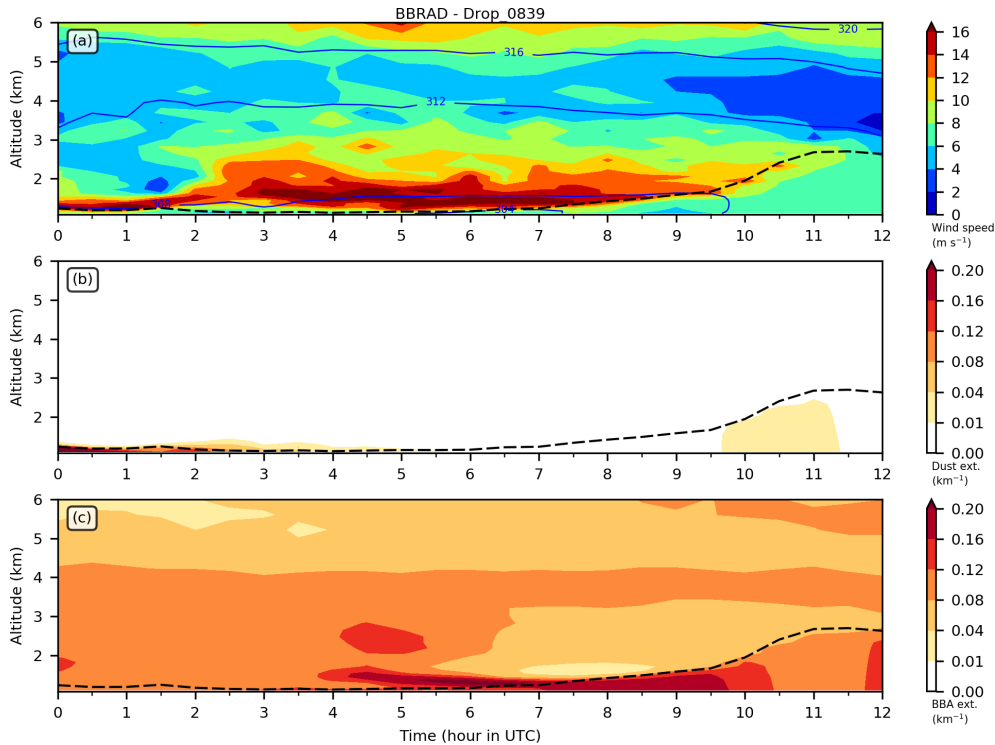 BBRAD - Drop_0839
(a)
6
5
4
3
2
Altitude (km)
320
316
312
308
304
0 1 2 3 4 5 6 7 8 9 10 11 12
16
14
12
10
8
6
4
2
0
Wind speed
(m s⁻¹)
(b)
6
5
4
3
2
Altitude (km)
0 1 2 3 4 5 6 7 8 9 10 11 12
0.20
0.16
0.12
0.08
0.04
0.01
0.00
Dust ext.
(km⁻¹)
(c)
6
5
4
3
2
Altitude (km)
0 1 2 3 4 5 6 7 8 9 10 11 12
Time (hour in UTC)
0.20
0.16
0.12
0.08
0.04
0.01
0.00
BBA ext.
(km⁻¹)